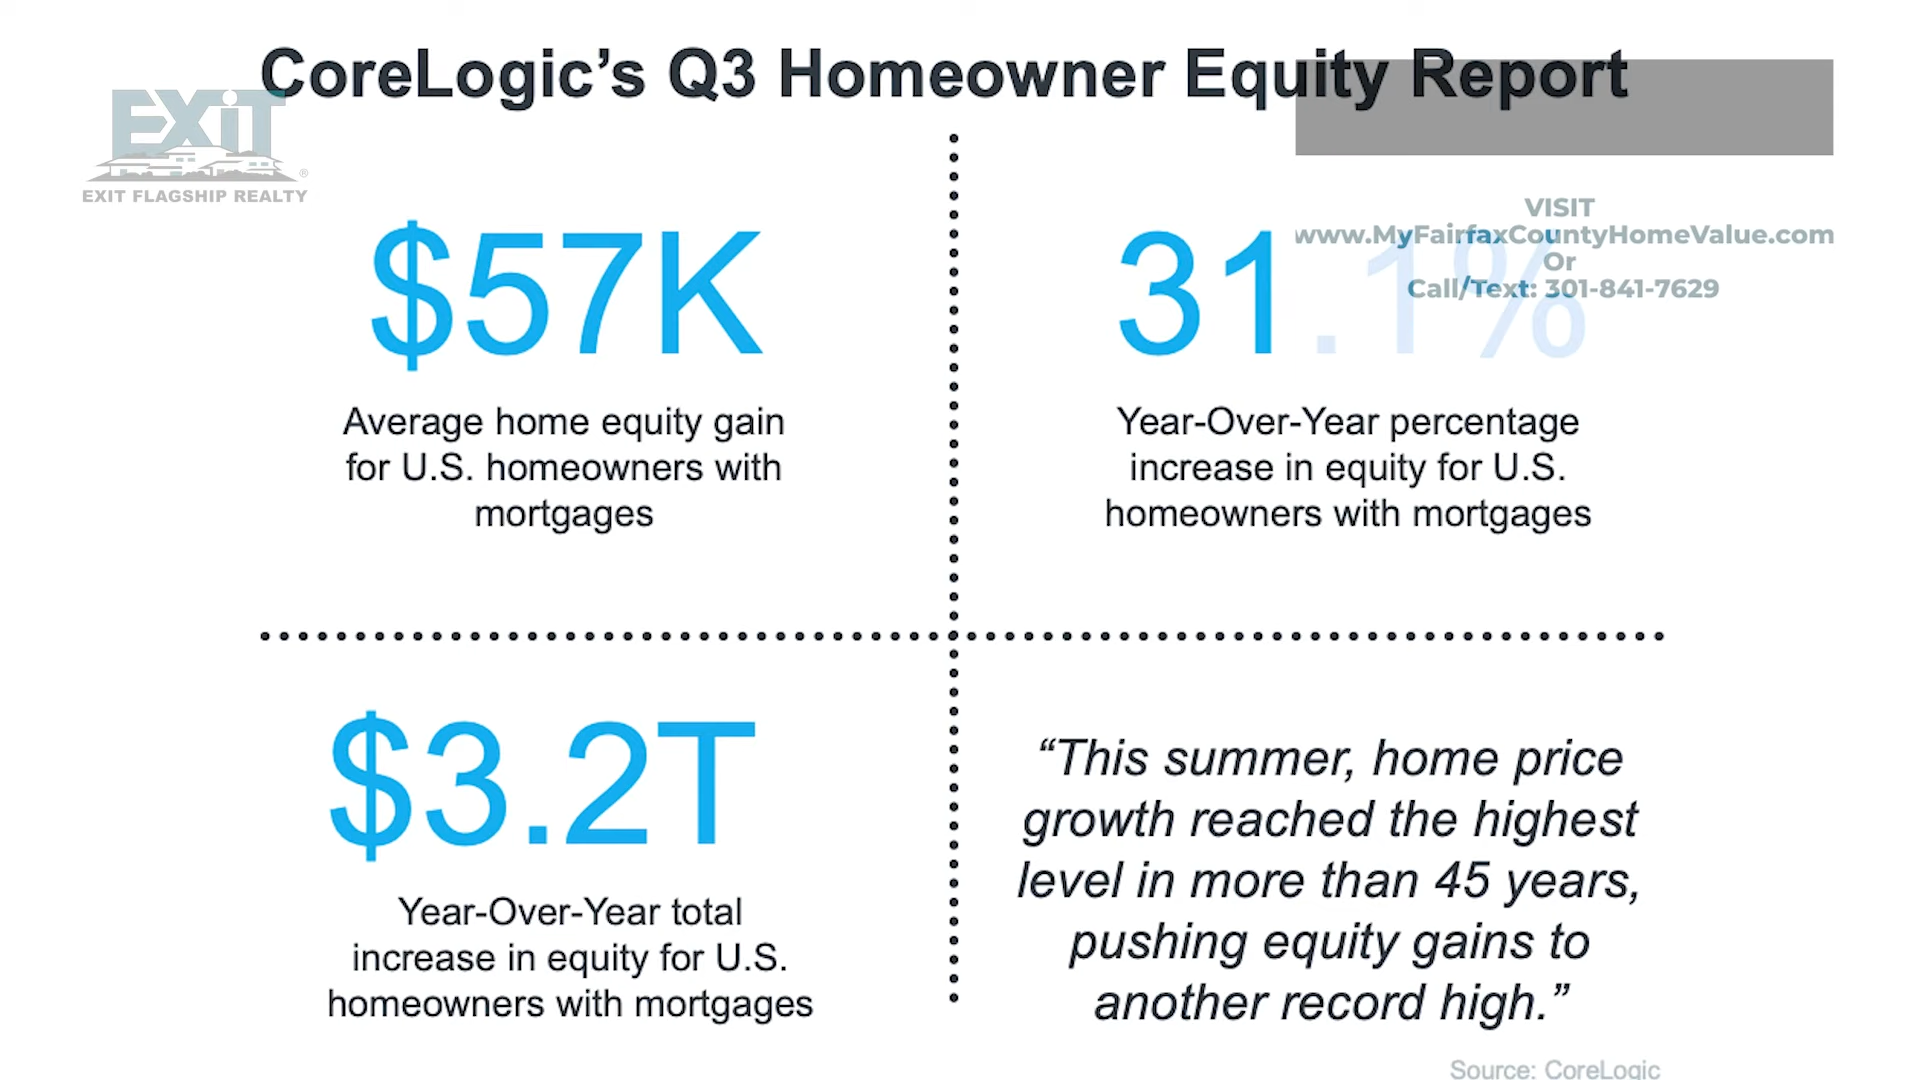 CoreLogic’s Q3 Homeowner Equity Report
EXiT
®
EXIT FLAGSHIP REALTY
VISIT
www.MyFairfaxCountyHomeValue.com
Or
Call/Text: 301-841-7629
$57K
Average home equity gain
for U.S. homeowners with
mortgages
31.1%
Year-Over-Year percentage
increase in equity for U.S.
homeowners with mortgages
$3.2T
Year-Over-Year total
increase in equity for U.S.
homeowners with mortgages
“This summer, home price
growth reached the highest
level in more than 45 years,
pushing equity gains to
another record high.”
Source: CoreLogic